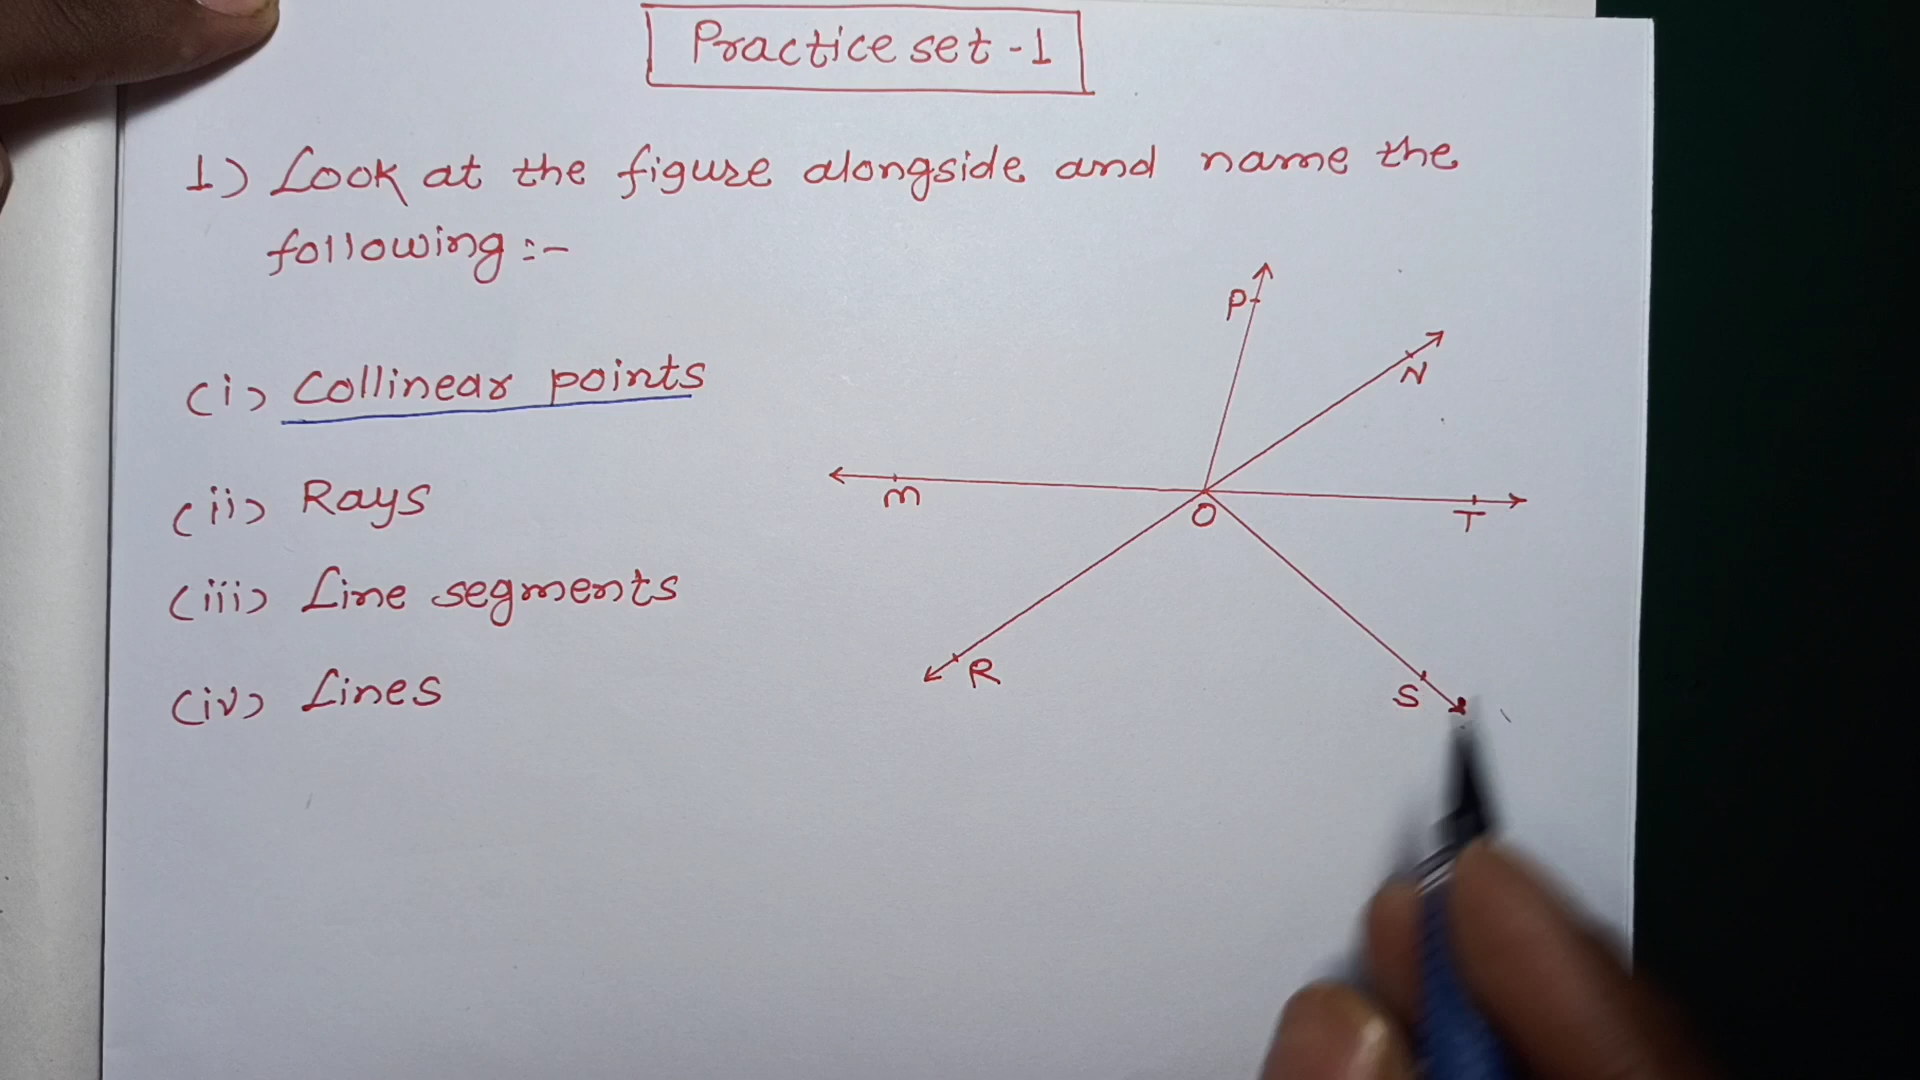 Practice set - 1
1) Look at the figure alongside and name the
following :-
(i) Collinear points
(ii) Rays
(iii) Line segments
(iv) Lines
P
N
M
O
T
R
S